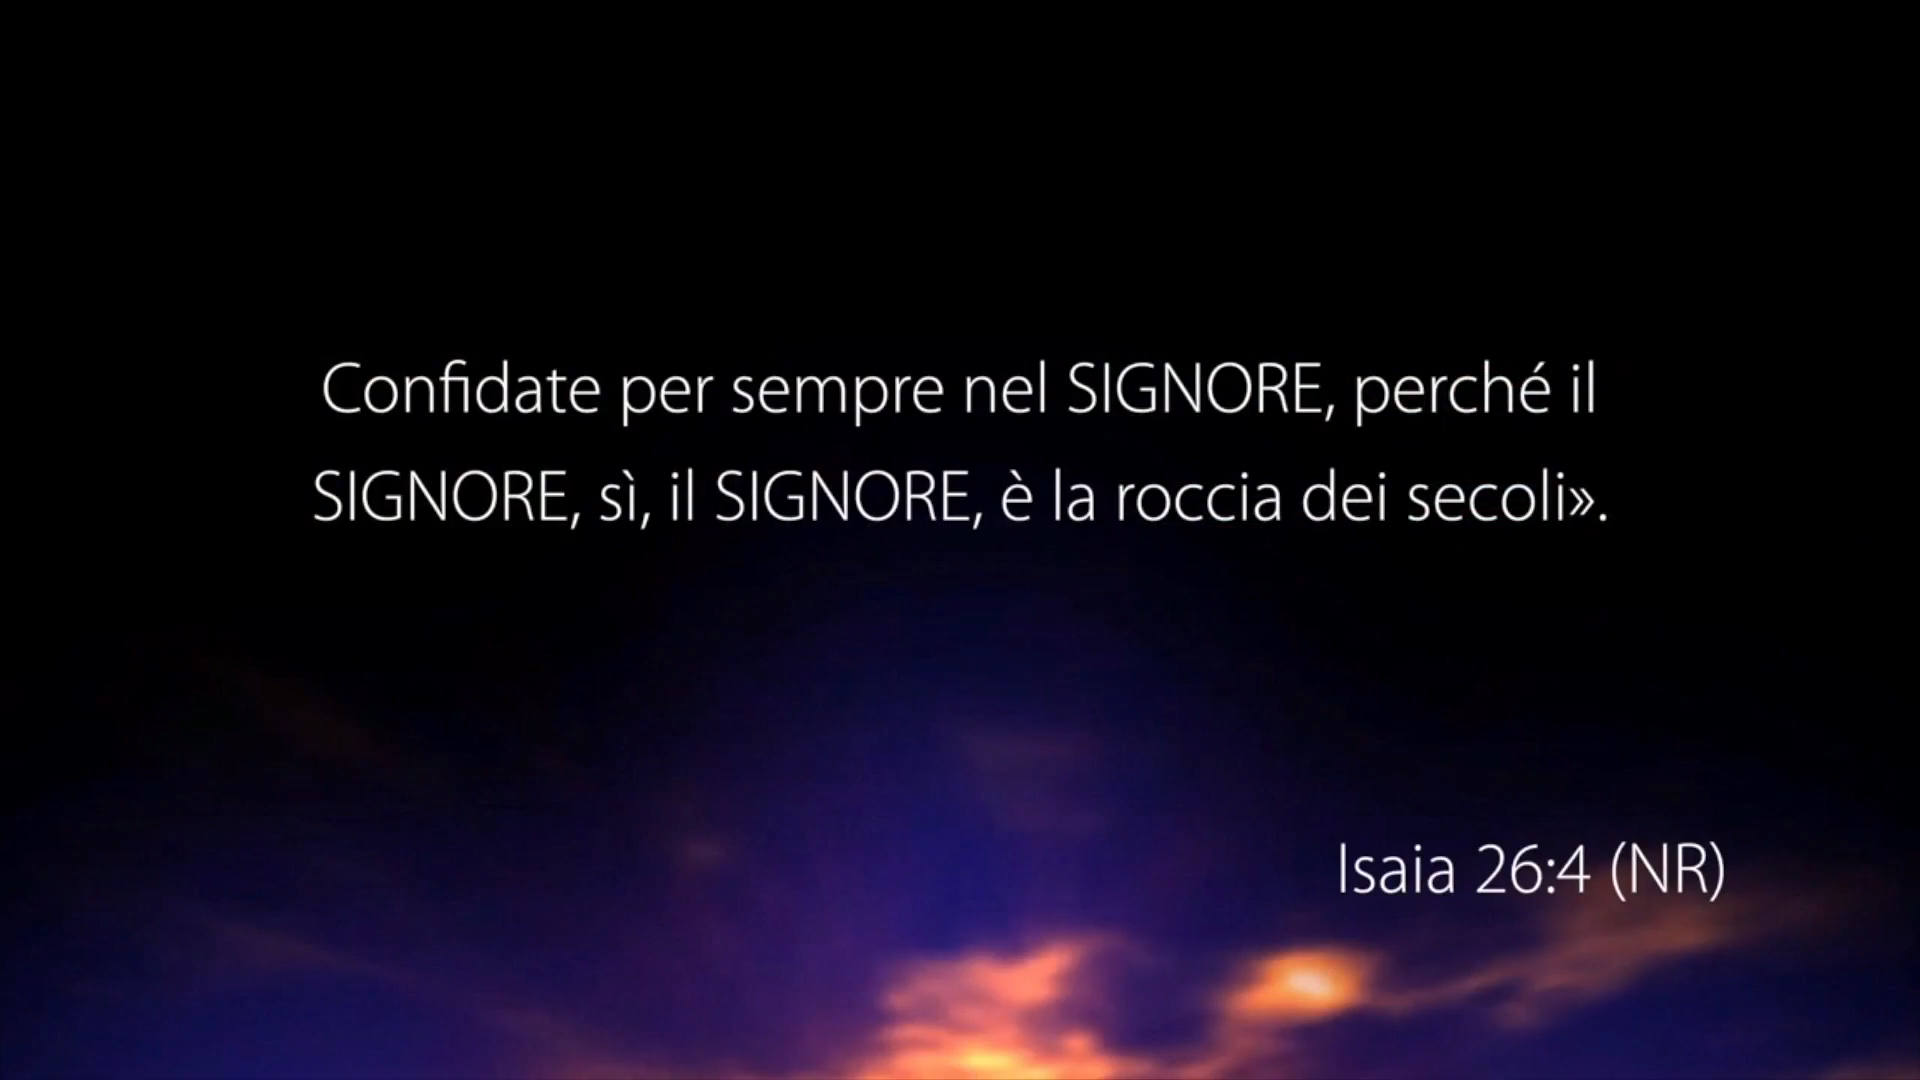 Confidate per sempre nel SIGNORE, perché il
SIGNORE, sì, il SIGNORE, è la roccia dei secoli».
Isaia 26:4 (NR)